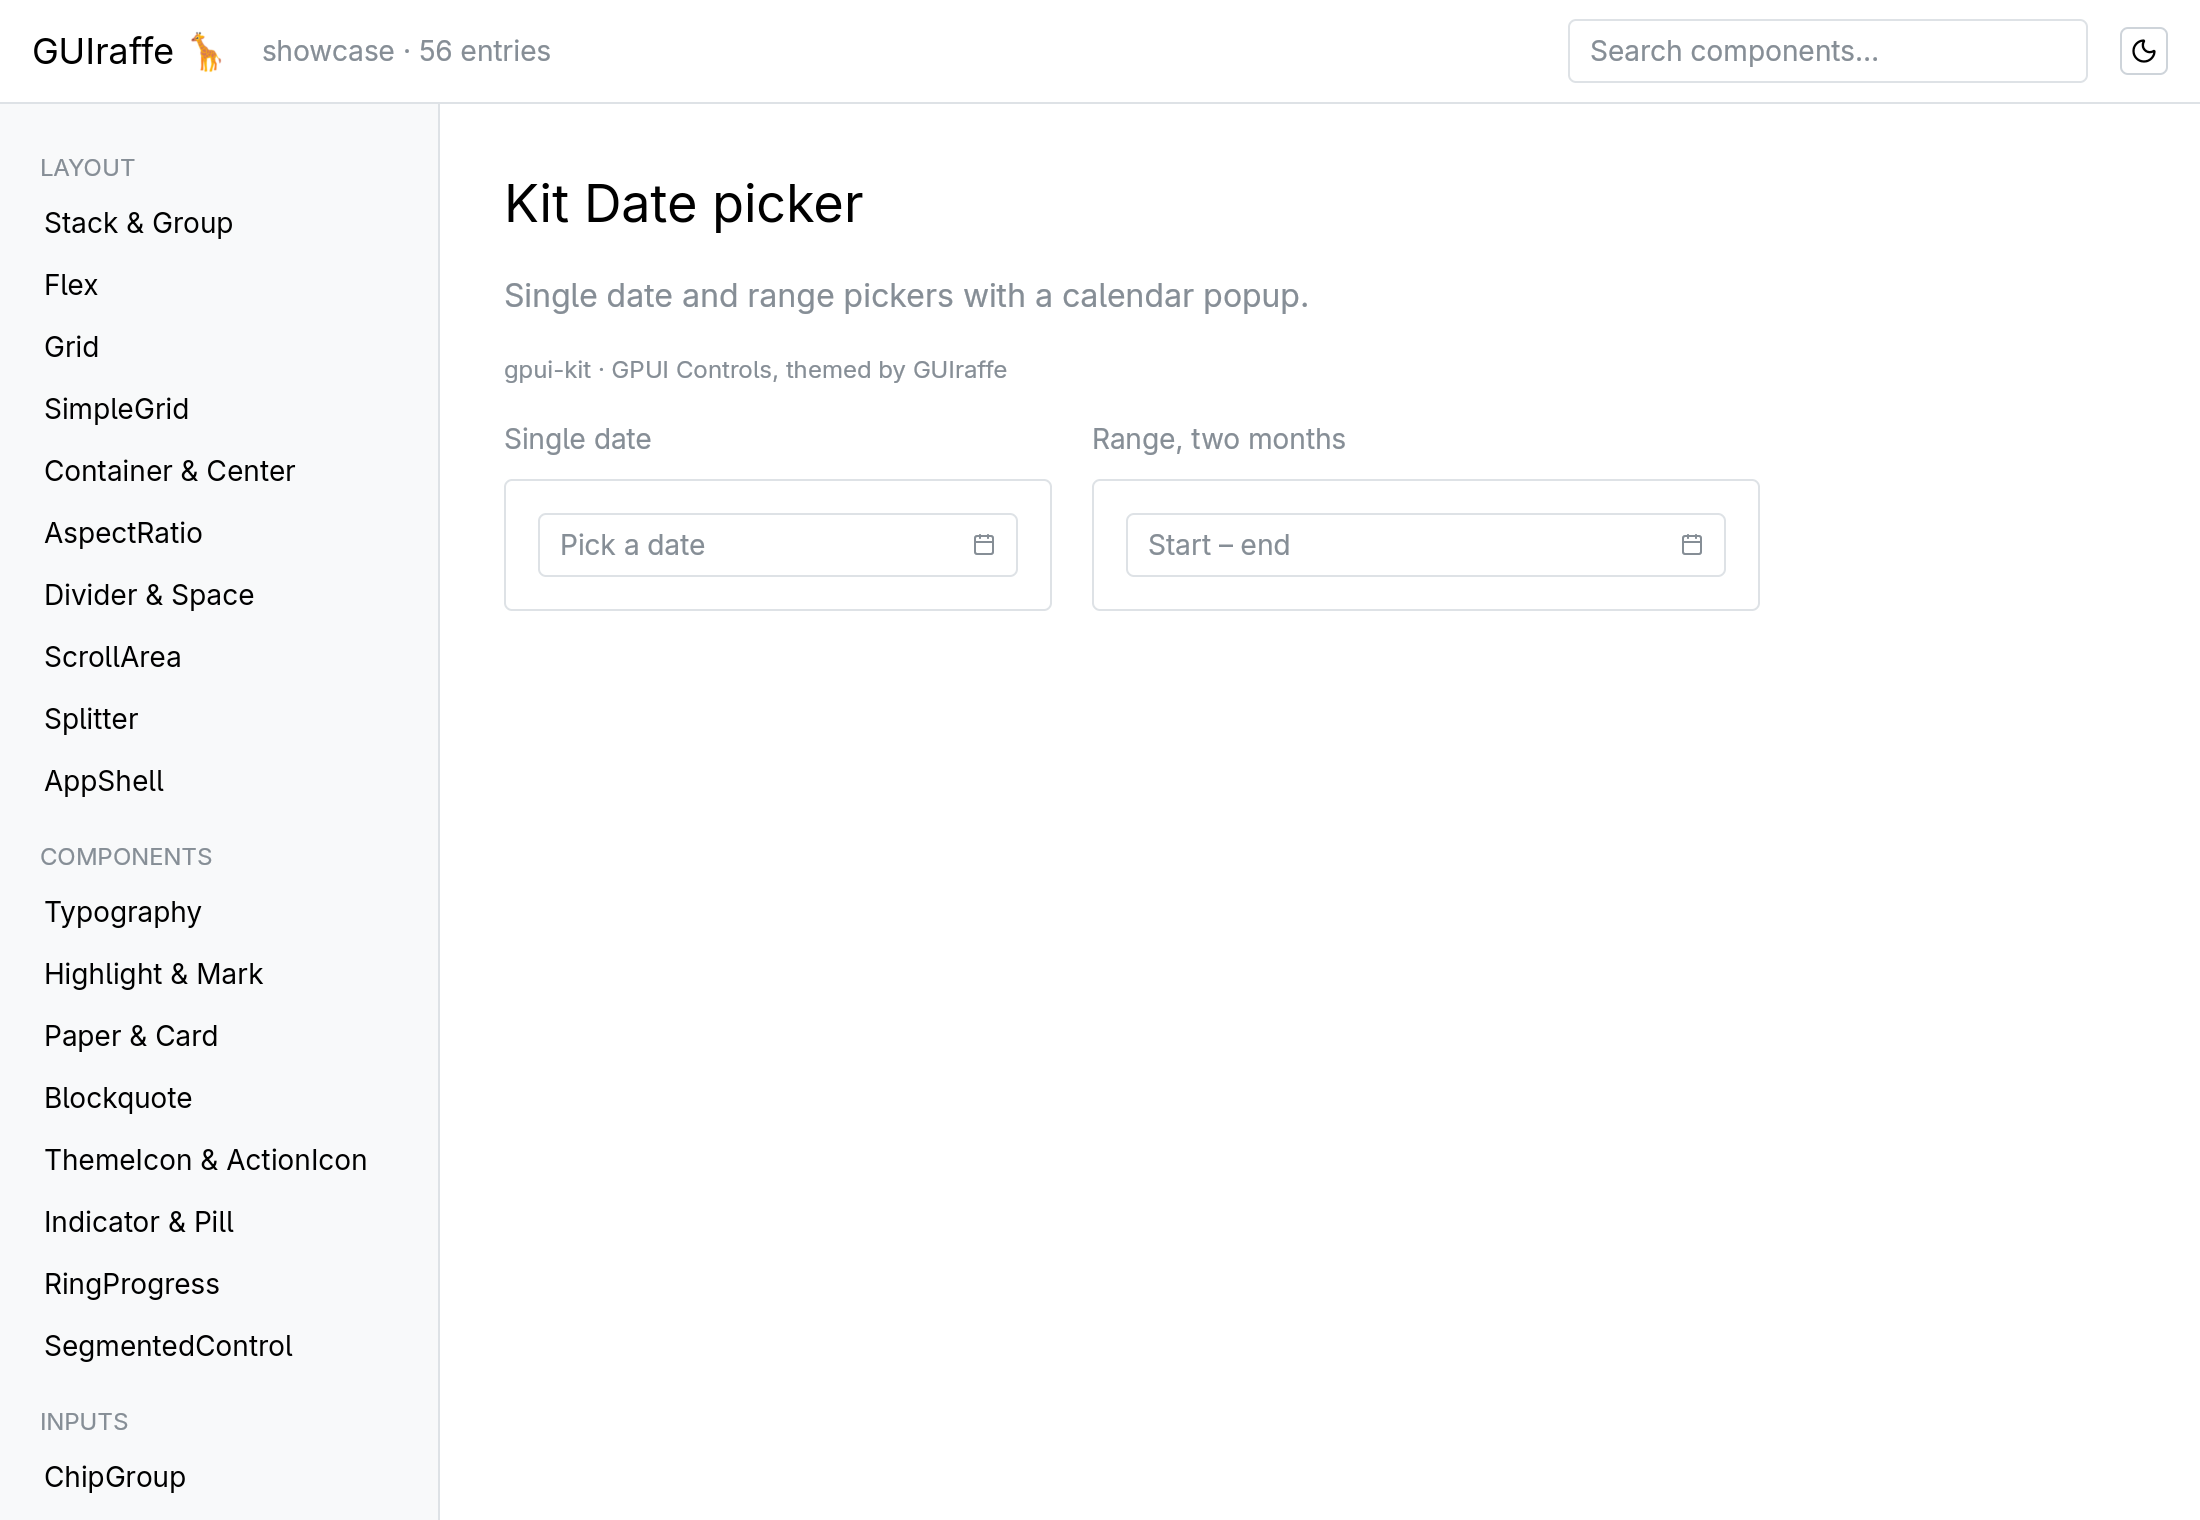 GUIraffe 🦒 showcase · 56 entries
Search components...
LAYOUT
Stack & Group
Flex
Grid
SimpleGrid
Container & Center
AspectRatio
Divider & Space
ScrollArea
Splitter
AppShell
COMPONENTS
Typography
Highlight & Mark
Paper & Card
Blockquote
ThemeIcon & ActionIcon
Indicator & Pill
RingProgress
SegmentedControl
INPUTS
ChipGroup
Kit Date picker
Single date and range pickers with a calendar popup.
gpui-kit · GPUI Controls, themed by GUIraffe
Single date
Pick a date
Range, two months
Start – end